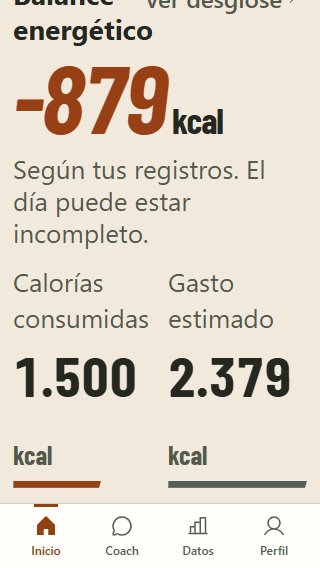 Balance
Ver desglose
energético
-879 kcal
Según tus registros. El
día puede estar
incompleto.
Calorías
consumidas
Gasto
estimado
1.500
kcal
2.379
kcal
Inicio
Coach
Datos
Perfil